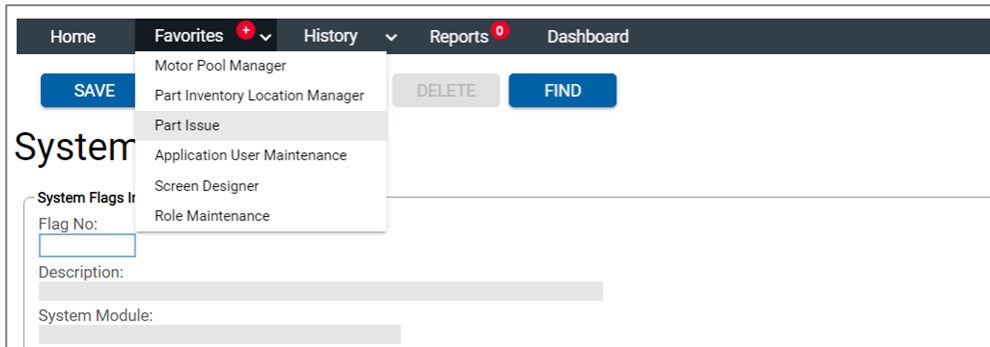 Home Favorites + History Reports 0 Dashboard
Motor Pool Manager
SAVE Part Inventory Location Manager DELETE FIND
Part Issue
System
Application User Maintenance
Screen Designer
System Flags
Role Maintenance
Flag No:
Description:
System Module: